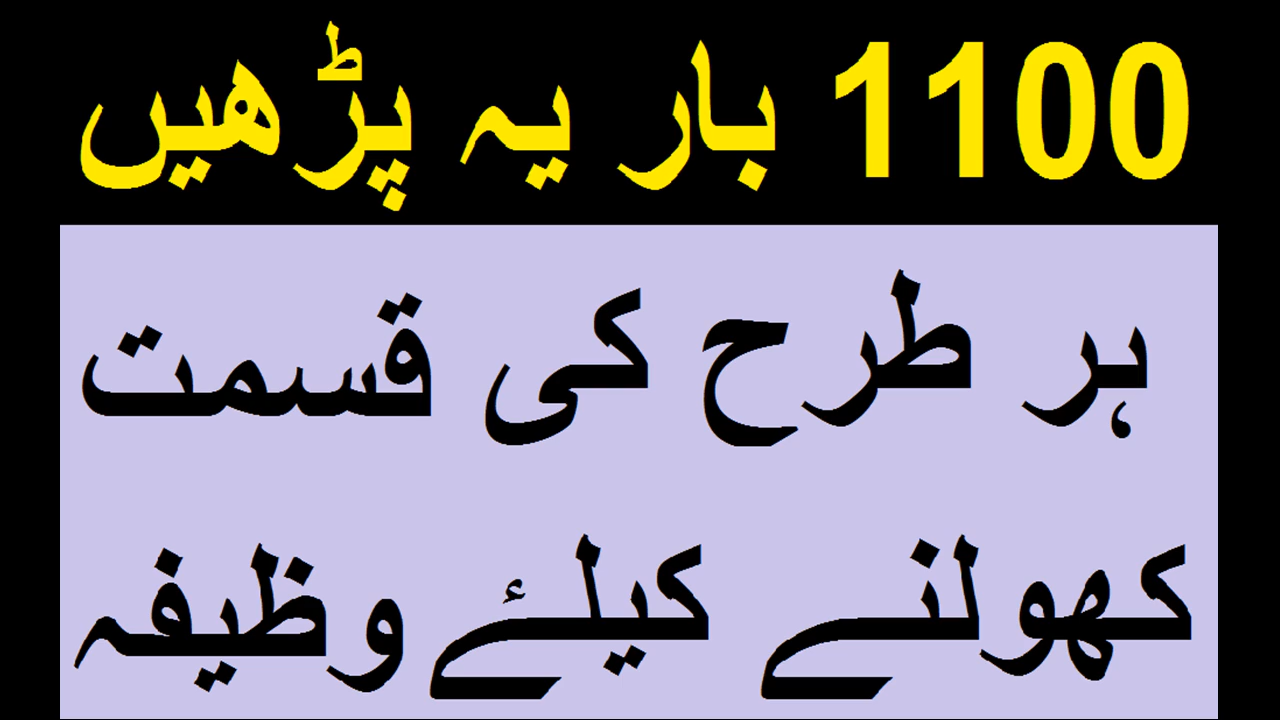 1100 بار یہ پڑھیں
ہر طرح کی قسمت
کھولنے کیلئے وظیفہ